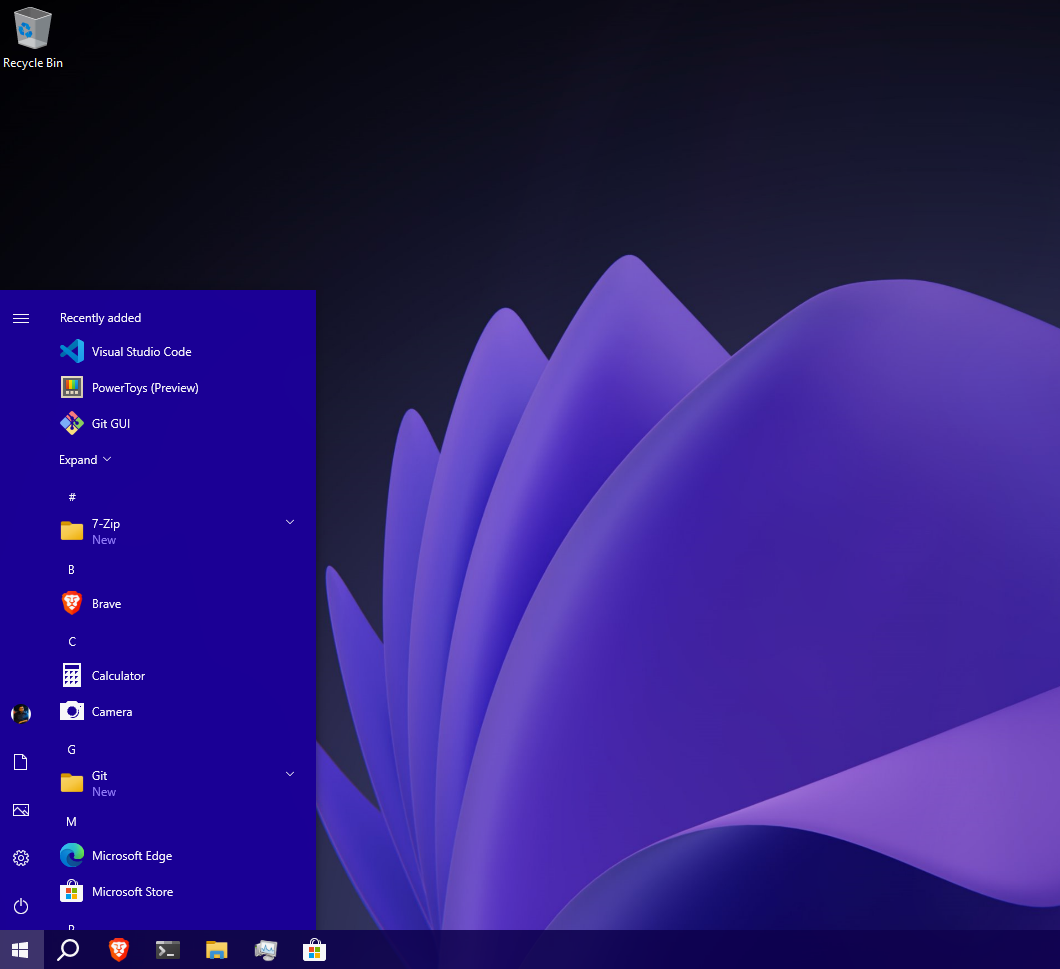 Recycle Bin
Recently added
Visual Studio Code
PowerToys (Preview)
Git GUI
Expand
#
7-Zip
New
B
Brave
C
Calculator
Camera
G
Git
New
M
Microsoft Edge
Microsoft Store